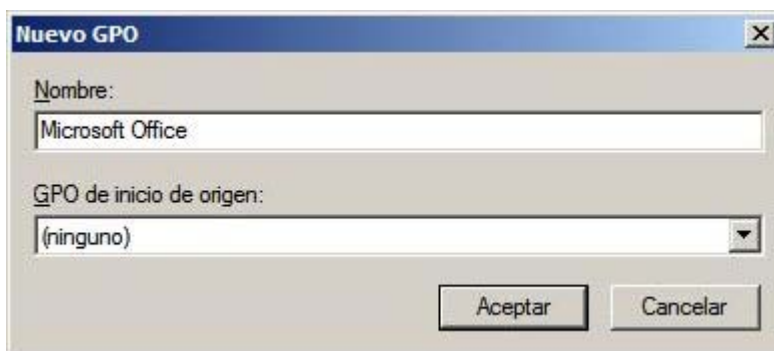 Nuevo GPO
Nombre:
Microsoft Office
GPO de inicio de origen:
(ninguno)
Aceptar Cancelar